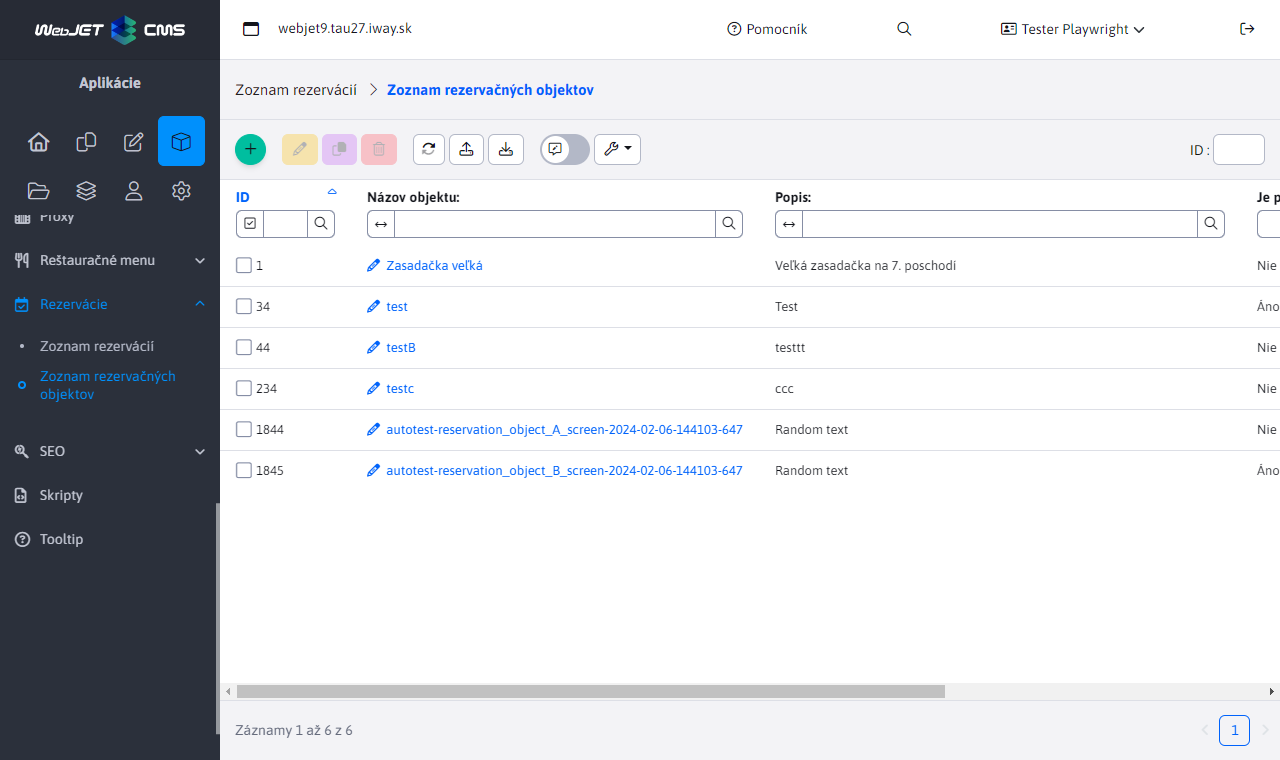 WebJET CMS
webjet9.tau27.iway.sk
Pomocník
Tester Playwright
Aplikácie
Proxy
Reštauračné menu
Rezervácie
Zoznam rezervácií
Zoznam rezervačných
objektov
SEO
Skripty
Tooltip
Zoznam rezervácií
Zoznam rezervačných objektov
ID :
ID
Názov objektu:
Popis:
Je p
1
Zasadačka veľká
Veľká zasadačka na 7. poschodí
Nie
34
test
Test
Áno
44
testB
testtt
Nie
234
testc
ccc
Nie
1844
autotest-reservation_object_A_screen-2024-02-06-144103-647
Random text
Nie
1845
autotest-reservation_object_B_screen-2024-02-06-144103-647
Random text
Áno
Záznamy 1 až 6 z 6
1